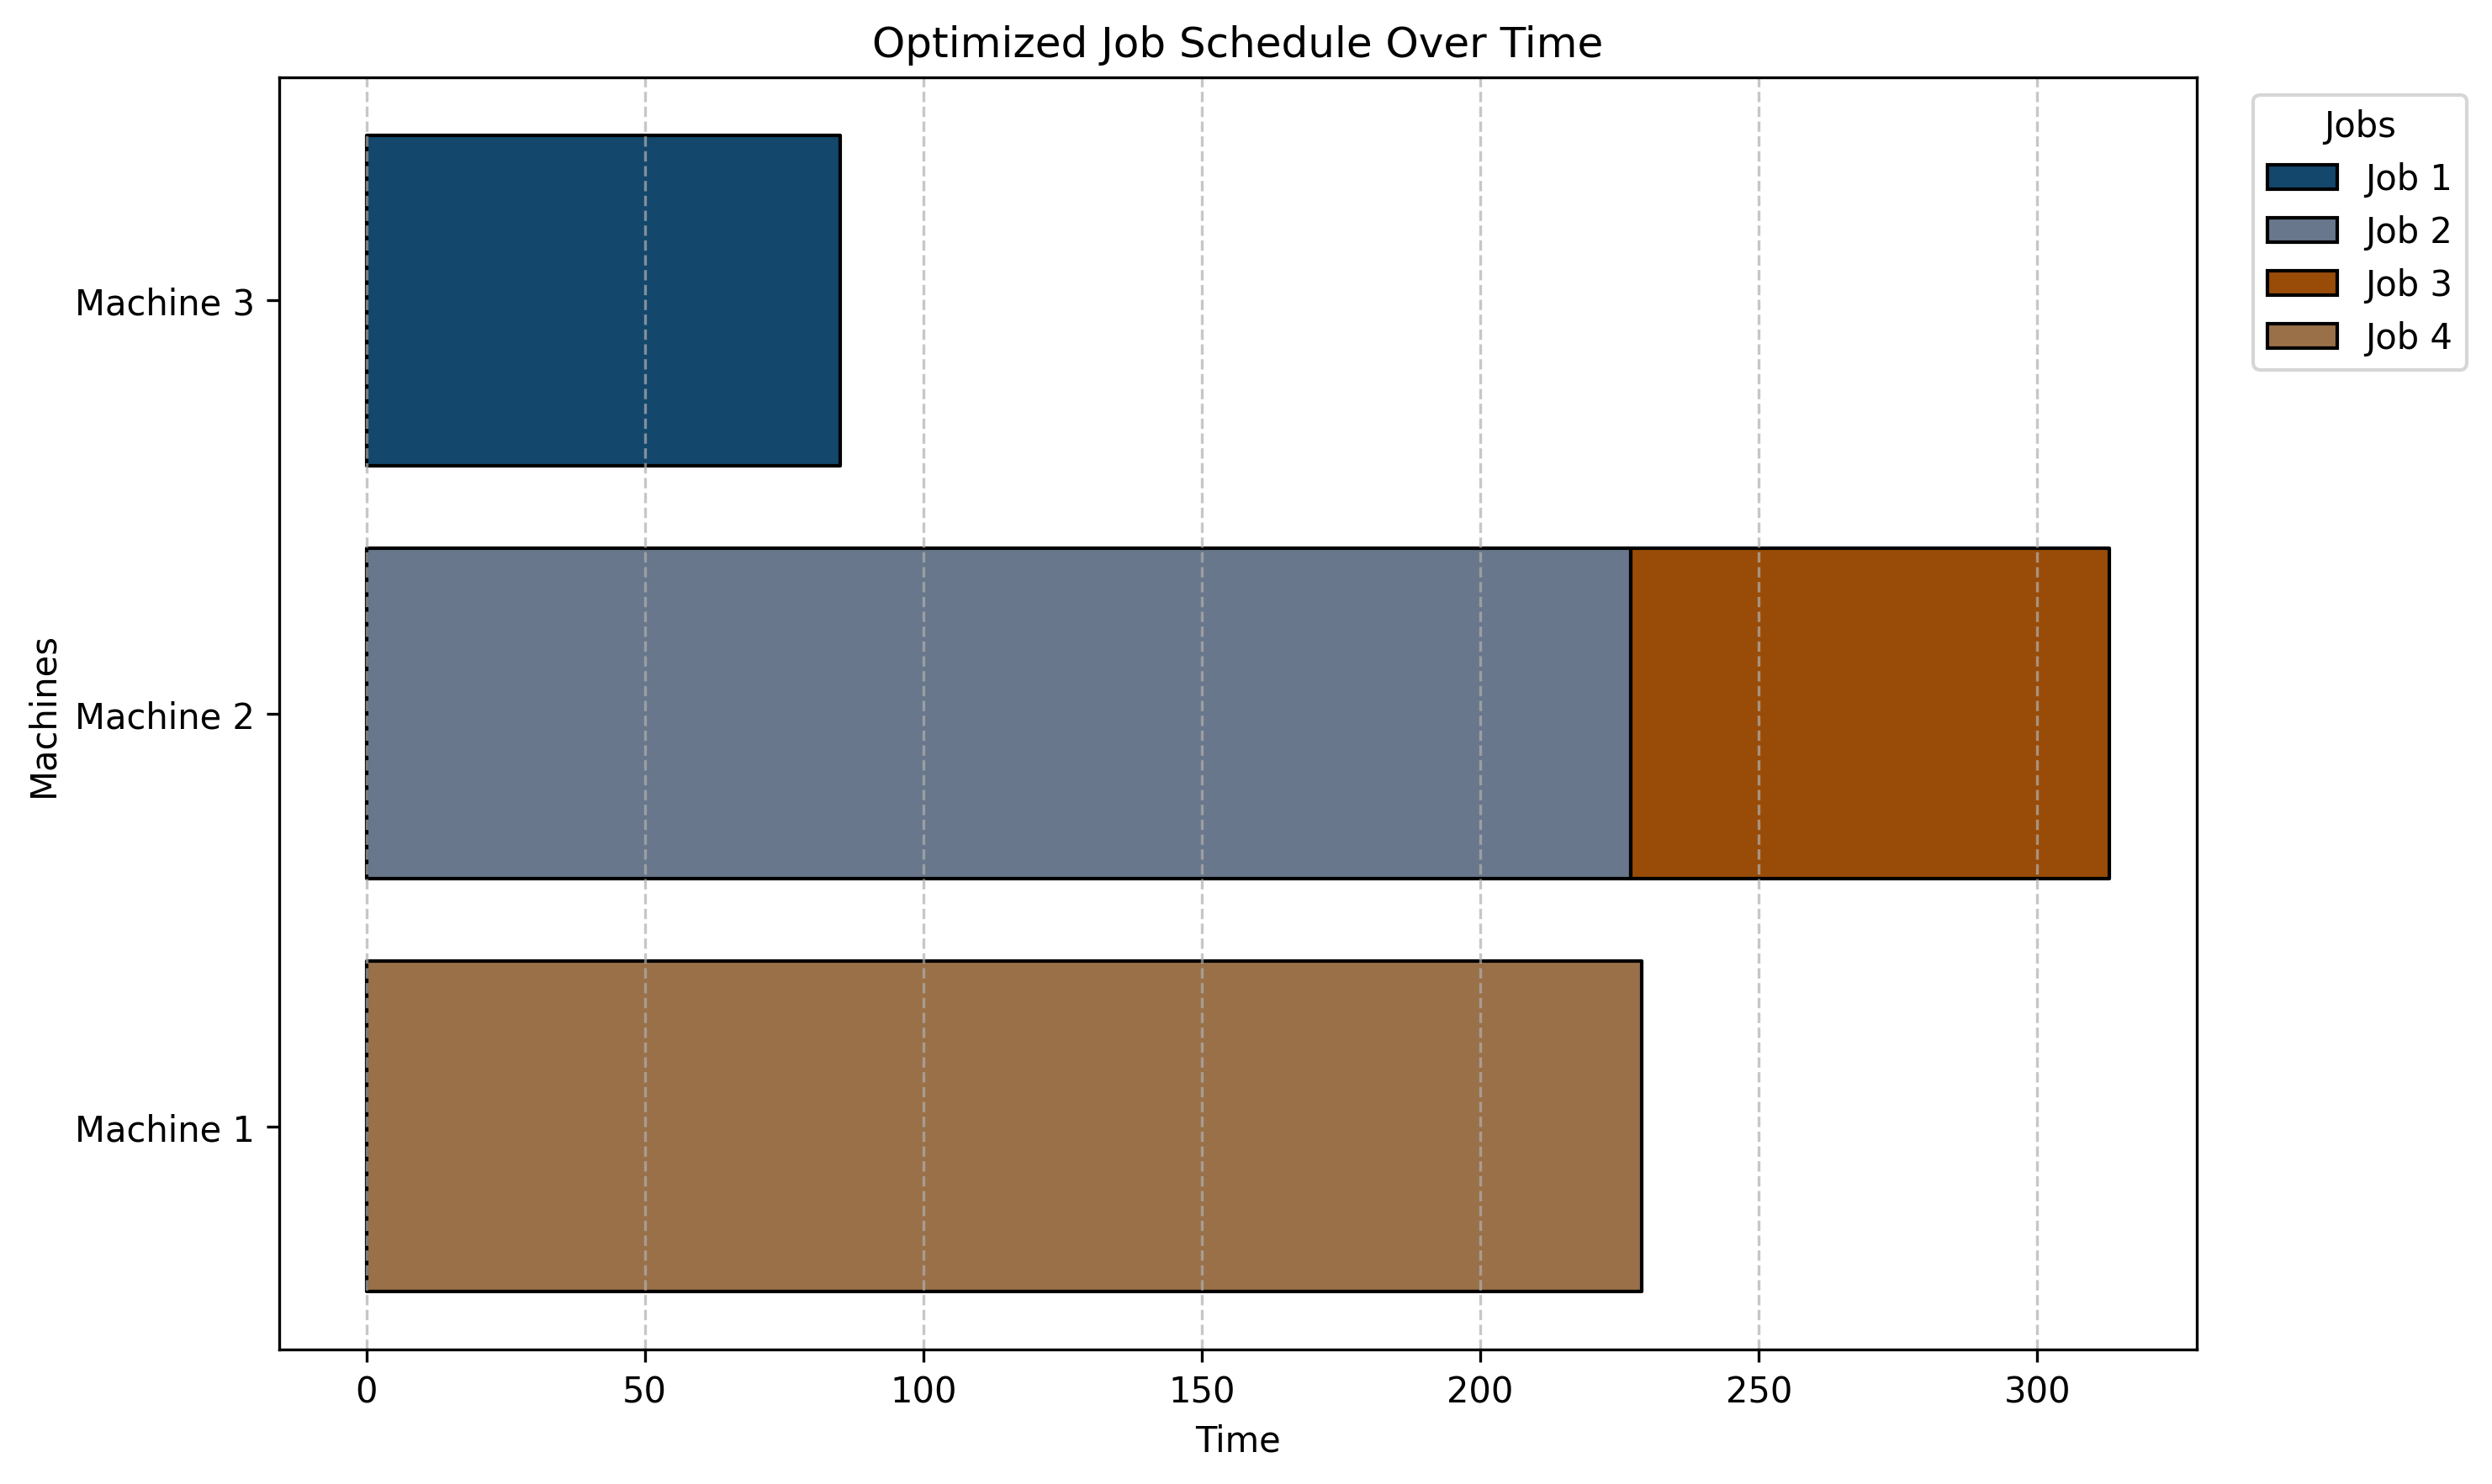 Optimized Job Schedule Over Time
Jobs
Job 1
Job 2
Job 3
Job 4
Machines
Machine 3
Machine 2
Machine 1
0 50 100 150 200 250 300
Time